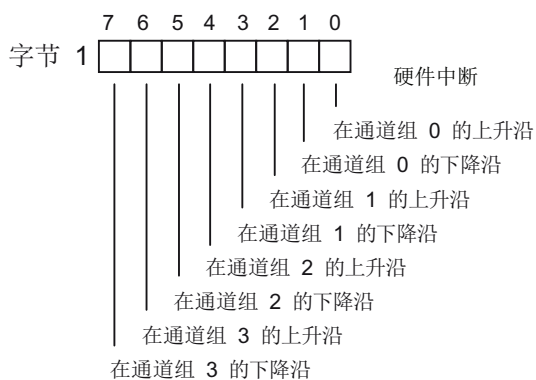 7 6 5 4 3 2 1 0
字节 1
硬件中断
在通道组 0 的上升沿
在通道组 0 的下降沿
在通道组 1 的上升沿
在通道组 1 的下降沿
在通道组 2 的上升沿
在通道组 2 的下降沿
在通道组 3 的上升沿
在通道组 3 的下降沿